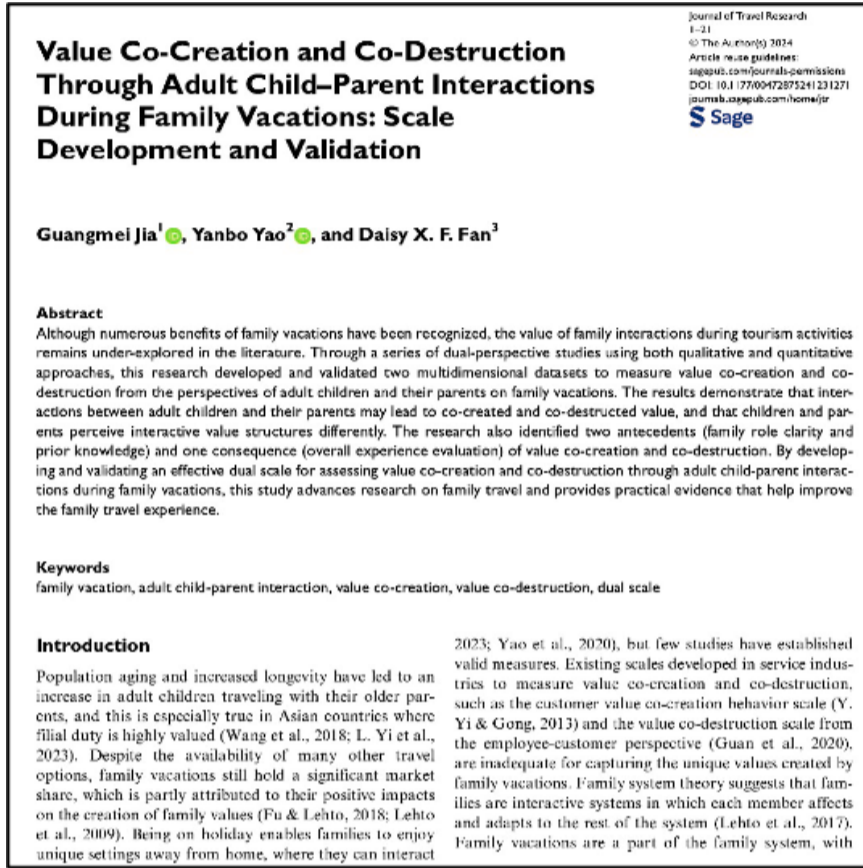 Journal of Travel Research
1–21
© The Author(s) 2024
Article reuse guidelines:
sagepub.com/journals-permissions
DOI: 10.1177/00472875241231271
journals.sagepub.com/home/jtr
Sage
Value Co-Creation and Co-Destruction
Through Adult Child–Parent Interactions
During Family Vacations: Scale
Development and Validation
Guangmei Jia1, Yanbo Yao2, and Daisy X. F. Fan3
Abstract
Although numerous benefits of family vacations have been recognized, the value of family interactions during tourism activities
remains under-explored in the literature. Through a series of dual-perspective studies using both qualitative and quantitative
approaches, this research developed and validated two multidimensional datasets to measure value co-creation and co-
destruction from the perspectives of adult children and their parents on family vacations. The results demonstrate that inter-
actions between adult children and their parents may lead to co-created and co-destructed value, and that children and par-
ents perceive interactive value structures differently. The research also identified two antecedents (family role clarity and
prior knowledge) and one consequence (overall experience evaluation) of value co-creation and co-destruction. By develop-
ing and validating an effective dual scale for assessing value co-creation and co-destruction through adult child-parent interac-
tions during family vacations, this study advances research on family travel and provides practical evidence that help improve
the family travel experience.
Keywords
family vacation, adult child-parent interaction, value co-creation, value co-destruction, dual scale
Introduction
Population aging and increased longevity have led to an
increase in adult children traveling with their older par-
ents, and this is especially true in Asian countries where
filial duty is highly valued (Wang et al., 2018; L. Yi et al.,
2023). Despite the availability of many other travel
options, family vacations still hold a significant market
share, which is partly attributed to their positive impacts
on the creation of family values (Fu & Lehto, 2018; Lehto
et al., 2009). Being on holiday enables families to enjoy
unique settings away from home, where they can interact
2023; Yao et al., 2020), but few studies have established
valid measures. Existing scales developed in service indus-
tries to measure value co-creation and co-destruction,
such as the customer value co-creation behavior scale (Y.
Yi & Gong, 2013) and the value co-destruction scale from
the employee-customer perspective (Guan et al., 2020),
are inadequate for capturing the unique values created by
family vacations. Family system theory suggests that fam-
ilies are interactive systems in which each member affects
and adapts to the rest of the system (Lehto et al., 2017).
Family vacations are a part of the family system, with